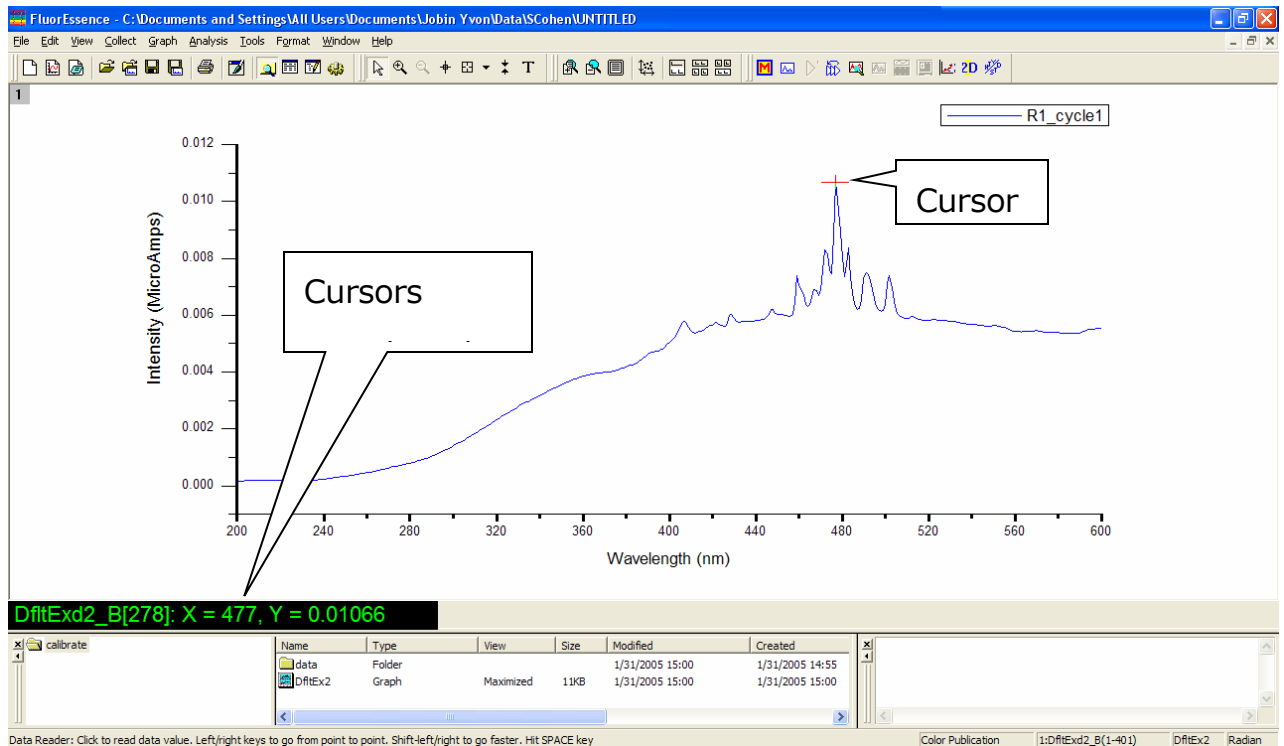 FluorEssence - C:\Documents and Settings\All Users\Documents\Jobin Yvon\Data\SCohen\UNTITLED
File Edit View Collect Graph Analysis Tools Format Window Help
T M 2D
1
R1_cycle1
0.012
0.010
0.008
0.006
0.004
0.002
0.000
Intensity (MicroAmps)
Cursor
Cursors
200 240 280 320 360 400 440 480 520 560 600
Wavelength (nm)
DfltExd2_B[278]: X = 477, Y = 0.01066
calibrate
Name Type View Size Modified Created
data Folder 1/31/2005 15:00 1/31/2005 14:55
DfltEx2 Graph Maximized 11KB 1/31/2005 15:00 1/31/2005 15:00
Data Reader: Click to read data value. Left/right keys to go from point to point. Shift-left/right to go faster. Hit SPACE key
Color Publication 1:DfltExd2_B(1-401) DfltEx2 Radian